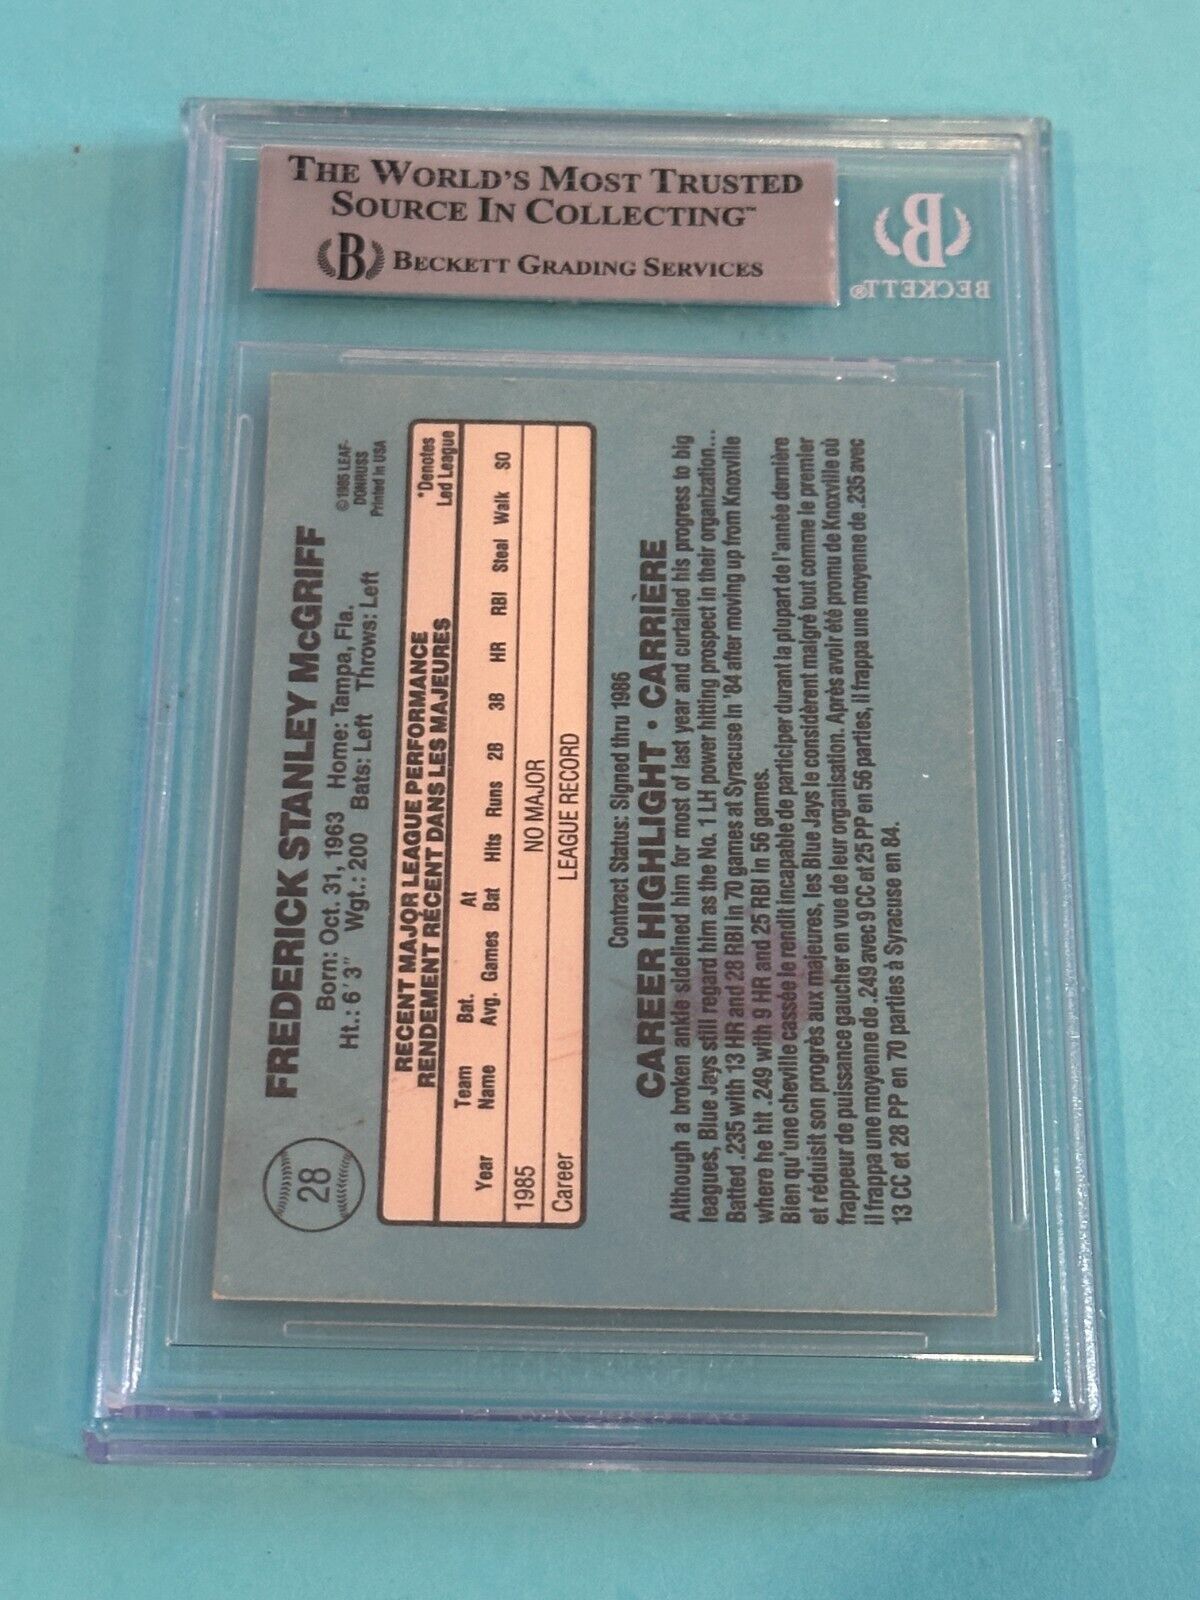 THE WORLD'S MOST TRUSTED
SOURCE IN COLLECTING™
B BECKETT GRADING SERVICES
B
BECKETT®
28
FREDERICK STANLEY McGRIFF
©1985 LEAF-
DONRUSS
Printed in USA
Born: Oct. 31, 1963 Home: Tampa, Fla.
Ht.: 6'3" Wgt.: 200 Bats: Left Throws: Left
RECENT MAJOR LEAGUE PERFORMANCE
RENDEMENT RÉCENT DANS LES MAJEURES
*Denotes
Led League
Year Team Name Bat. Avg. Games At Bat Hits Runs 2B 3B HR RBI Steal Walk SO
1985 NO MAJOR
Career LEAGUE RECORD
Contract Status: Signed thru 1986
CAREER HIGHLIGHT • CARRIÈRE
Although a broken ankle sidelined him for most of last year and curtailed his progress to big
leagues, Blue Jays still regard him as the No. 1 LH power hitting prospect in their organization...
Batted .235 with 13 HR and 28 RBI in 70 games at Syracuse in '84 after moving up from Knoxville
where he hit .249 with 9 HR and 25 RBI in 56 games.
Bien qu'une cheville cassée le rendit incapable de participer durant la plupart de l'année dernière
et réduisit son progrès aux majeures, les Blue Jays le considèrent malgré tout comme le premier
frappeur de puissance gaucher en vue de leur organisation. Après avoir été promu de Knoxville où
il frappa une moyenne de .249 avec 9 CC et 25 PP en 56 parties, il frappa une moyenne de .235 avec
13 CC et 28 PP en 70 parties à Syracuse en 84.